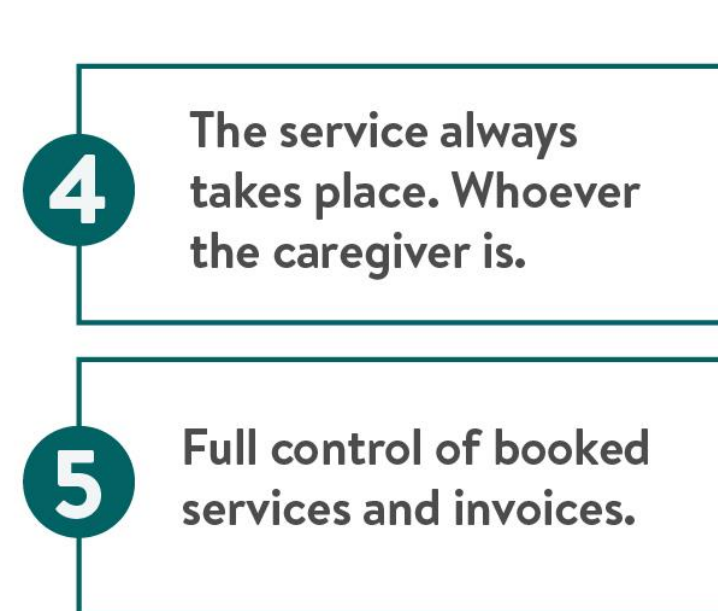 4
The service always
takes place. Whoever
the caregiver is.
5
Full control of booked
services and invoices.